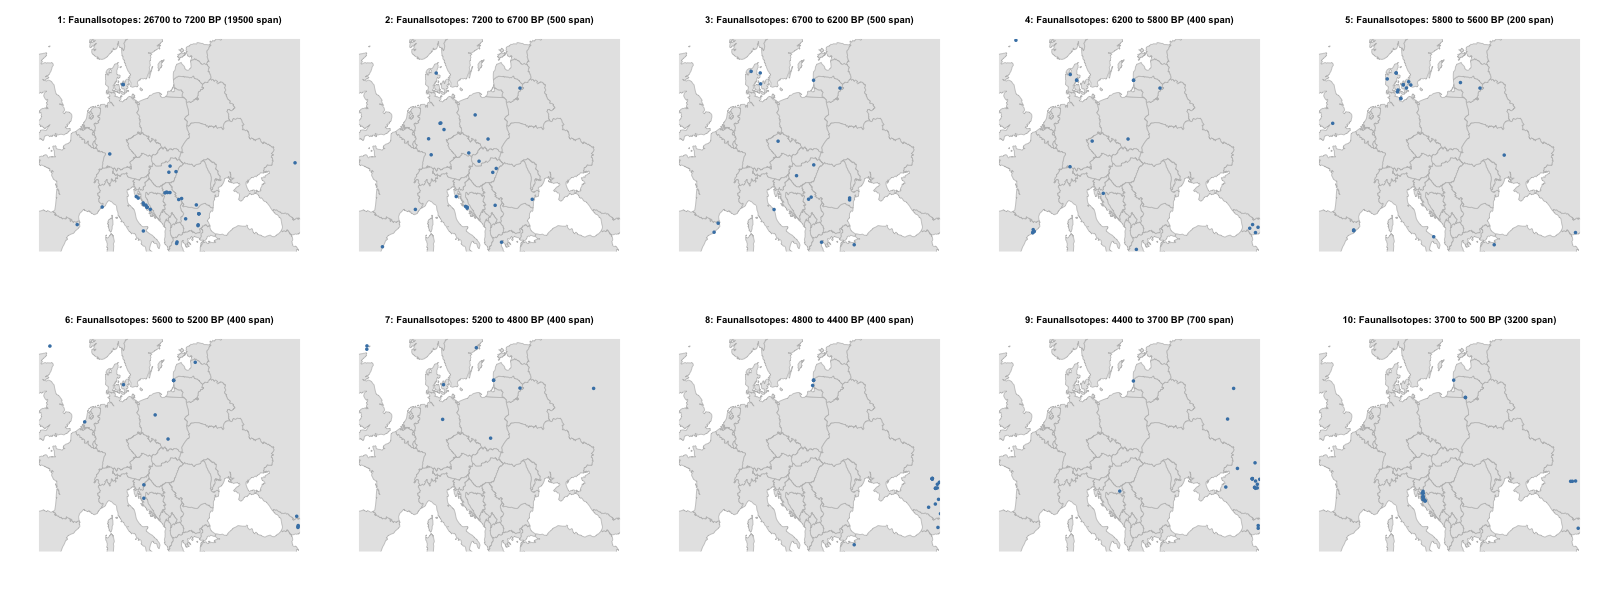 1: FaunalIsotopes: 26700 to 7200 BP (19500 span)
2: FaunalIsotopes: 7200 to 6700 BP (500 span)
3: FaunalIsotopes: 6700 to 6200 BP (500 span)
4: FaunalIsotopes: 6200 to 5800 BP (400 span)
5: FaunalIsotopes: 5800 to 5600 BP (200 span)
6: FaunalIsotopes: 5600 to 5200 BP (400 span)
7: FaunalIsotopes: 5200 to 4800 BP (400 span)
8: FaunalIsotopes: 4800 to 4400 BP (400 span)
9: FaunalIsotopes: 4400 to 3700 BP (700 span)
10: FaunalIsotopes: 3700 to 500 BP (3200 span)